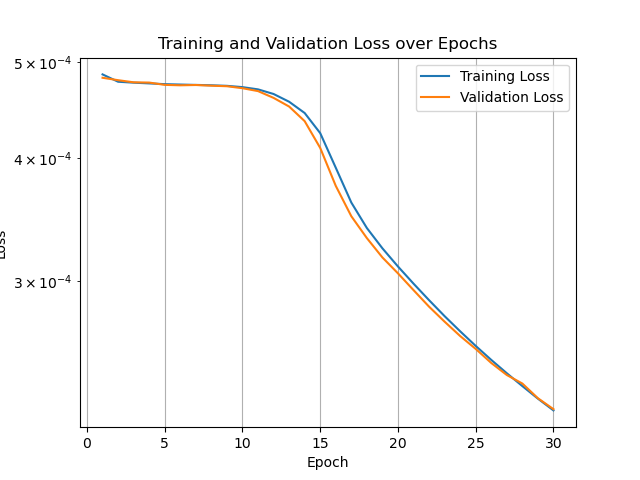 Training and Validation Loss over Epochs
5 × 10⁻⁴
4 × 10⁻⁴
3 × 10⁻⁴
Loss
Training Loss
Validation Loss
0 5 10 15 20 25 30
Epoch